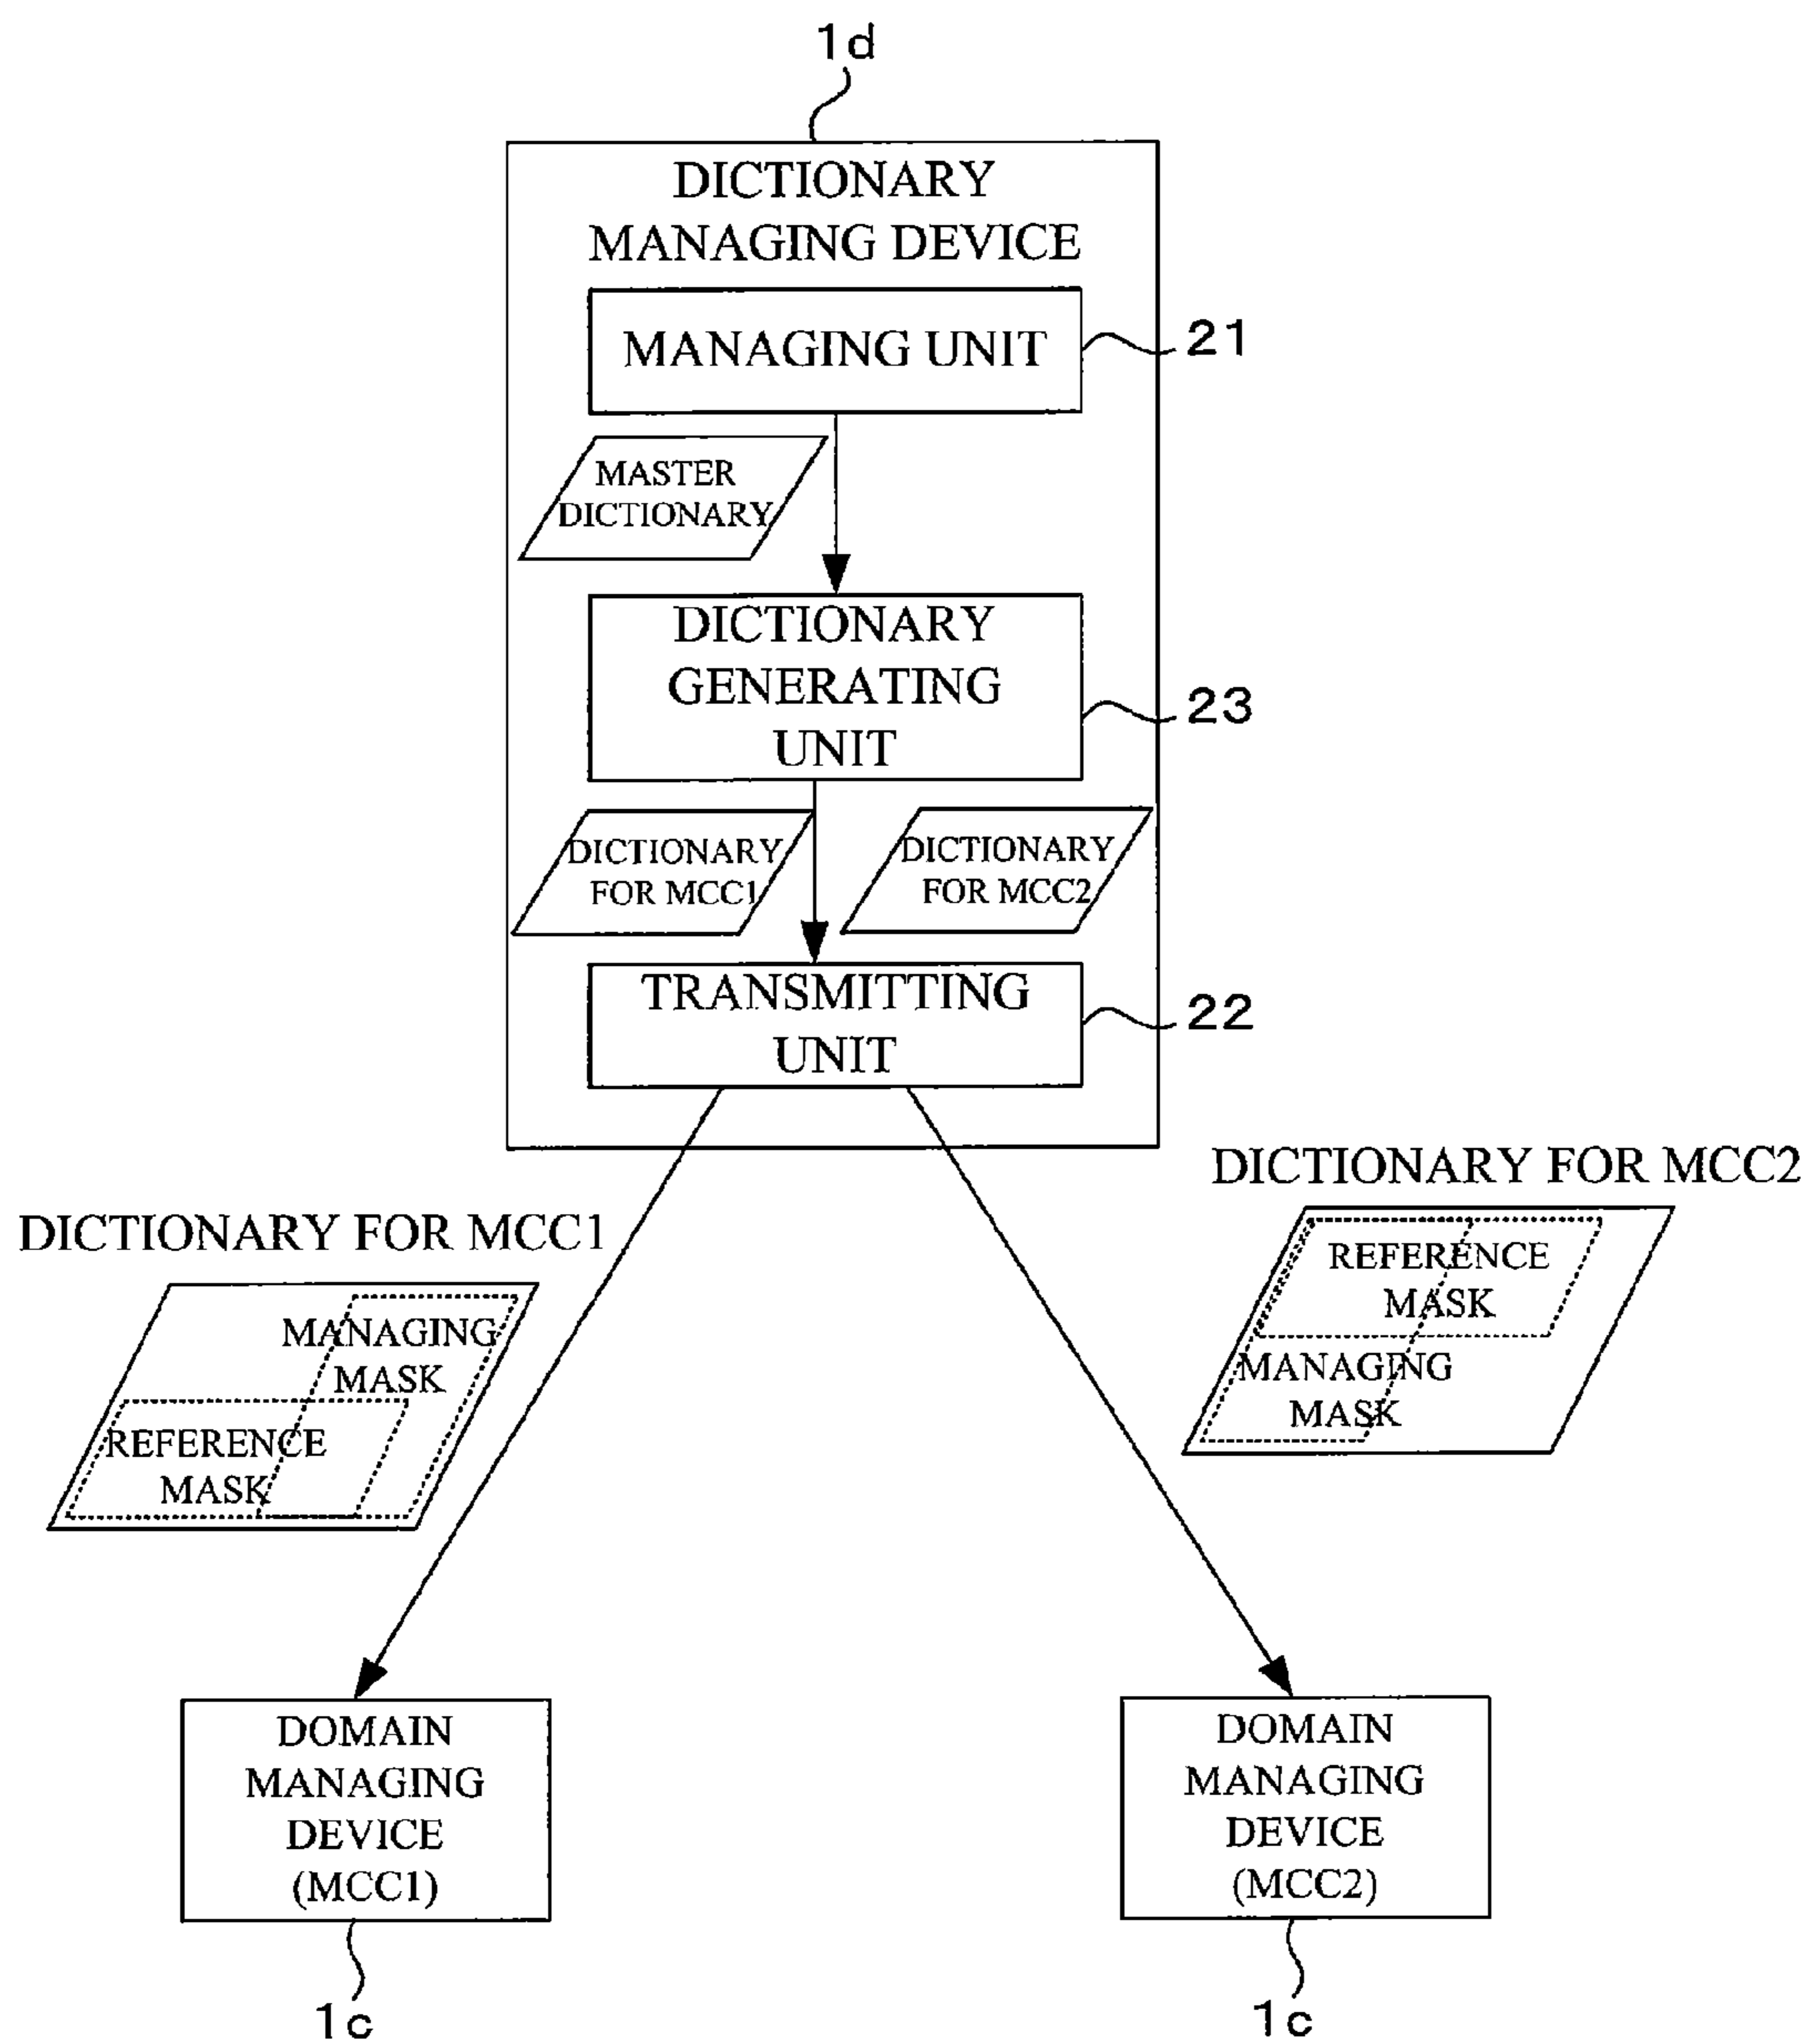 1d
DICTIONARY
MANAGING DEVICE
MANAGING UNIT
21
MASTER
DICTIONARY
DICTIONARY
GENERATING
UNIT
23
DICTIONARY
FOR MCC1
DICTIONARY
FOR MCC2
TRANSMITTING
UNIT
22
DICTIONARY FOR MCC1
MANAGING
MASK
REFERENCE
MASK
DICTIONARY FOR MCC2
REFERENCE
MASK
MANAGING
MASK
DOMAIN
MANAGING
DEVICE
(MCC1)
1c
DOMAIN
MANAGING
DEVICE
(MCC2)
1c